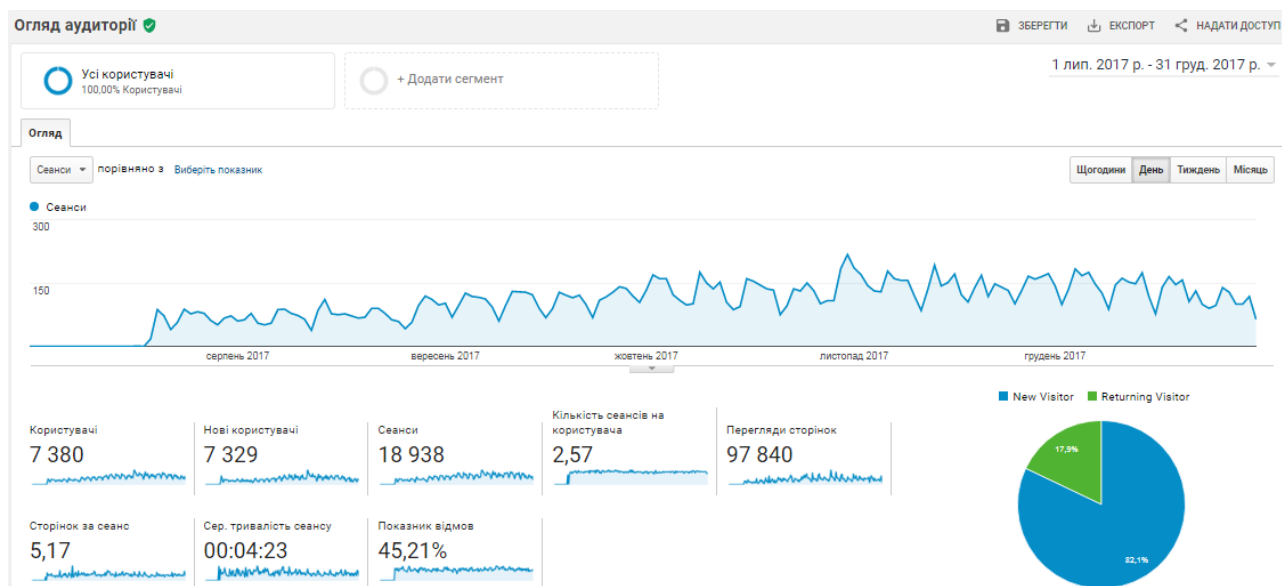 Огляд аудиторії
ЗБЕРЕГТИ ЕКСПОРТ НАДАТИ ДОСТУП
Усі користувачі
100,00% Користувачі
+ Додати сегмент
1 лип. 2017 р. - 31 груд. 2017 р.
Огляд
Сеанси порівняно з Виберіть показник
Щогодини День Тиждень Місяць
Сеанси
300
150
серпень 2017 вересень 2017 жовтень 2017 листопад 2017 грудень 2017
New Visitor Returning Visitor
Користувачі
7 380
Нові користувачі
7 329
Сеанси
18 938
Кількість сеансів на
користувача
2,57
Перегляди сторінок
97 840
17,9%
82,1%
Сторінок за сеанс
5,17
Сер. тривалість сеансу
00:04:23
Показник відмов
45,21%